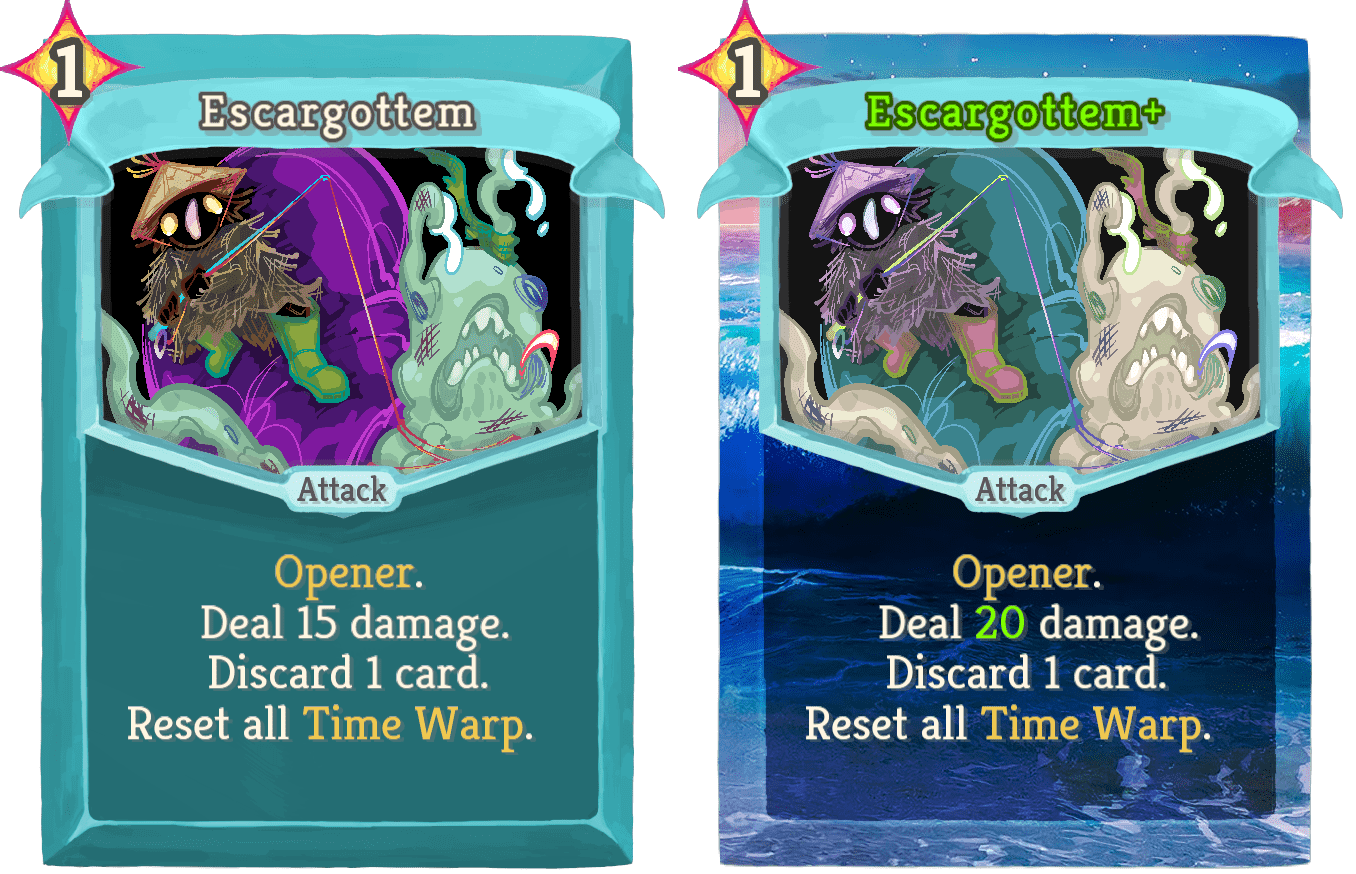 1
Escargottem
Attack
Opener.
Deal 15 damage.
Discard 1 card.
Reset all Time Warp.
1
Escargottem+
Attack
Opener.
Deal 20 damage.
Discard 1 card.
Reset all Time Warp.